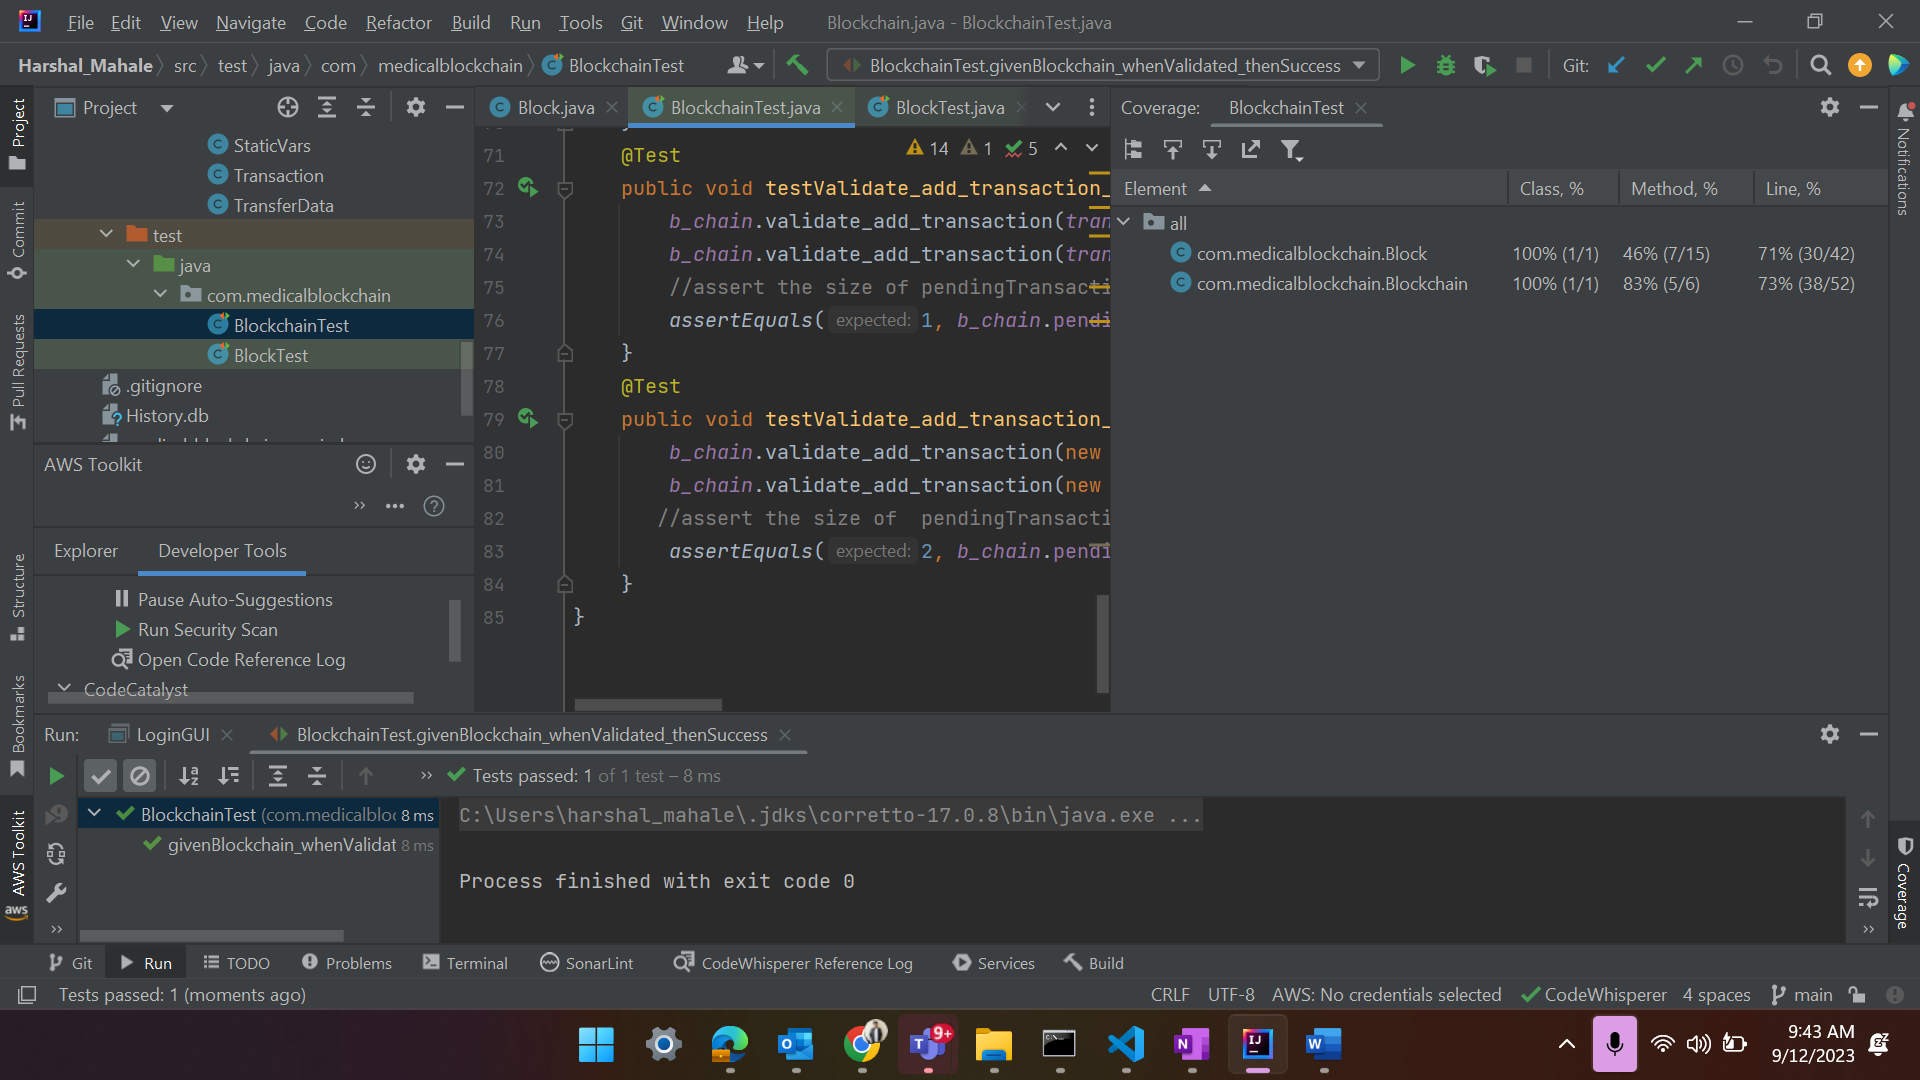 File Edit View Navigate Code Refactor Build Run Tools Git Window Help Blockchain.java - BlockchainTest.java
Harshal_Mahale src test java com medicalblockchain BlockchainTest BlockchainTest.givenBlockchain_whenValidated_thenSuccess Git:
Project
StaticVars
Transaction
TransferData
test
java
com.medicalblockchain
BlockchainTest
BlockTest
.gitignore
History.db
AWS Toolkit
Explorer Developer Tools
Pause Auto-Suggestions
Run Security Scan
Open Code Reference Log
CodeCatalyst
Project
Commit
Pull Requests
Structure
Bookmarks
AWS Toolkit
aws
Block.java BlockchainTest.java BlockTest.java
14 1 5
71 @Test
72 public void testValidate_add_transaction_
73 b_chain.validate_add_transaction(tran
74 b_chain.validate_add_transaction(tran
75 //assert the size of pendingTransacti
76 assertEquals( expected: 1, b_chain.pendi
77 }
78 @Test
79 public void testValidate_add_transaction_
80 b_chain.validate_add_transaction(new
81 b_chain.validate_add_transaction(new
82 //assert the size of  pendingTransacti
83 assertEquals( expected: 2, b_chain.pendi
84 }
85 }
Coverage: BlockchainTest
Element Class, % Method, % Line, %
all
com.medicalblockchain.Block 100% (1/1) 46% (7/15) 71% (30/42)
com.medicalblockchain.Blockchain 100% (1/1) 83% (5/6) 73% (38/52)
Notifications
Coverage
Run: LoginGUI BlockchainTest.givenBlockchain_whenValidated_thenSuccess
Tests passed: 1 of 1 test – 8 ms
BlockchainTest (com.medicalbloc 8 ms
givenBlockchain_whenValidat 8 ms
C:\Users\harshal_mahale\.jdks\corretto-17.0.8\bin\java.exe ...
Process finished with exit code 0
Git Run TODO Problems Terminal SonarLint CodeWhisperer Reference Log Services Build
Tests passed: 1 (moments ago) CRLF UTF-8 AWS: No credentials selected CodeWhisperer 4 spaces main
9+
9:43 AM
9/12/2023